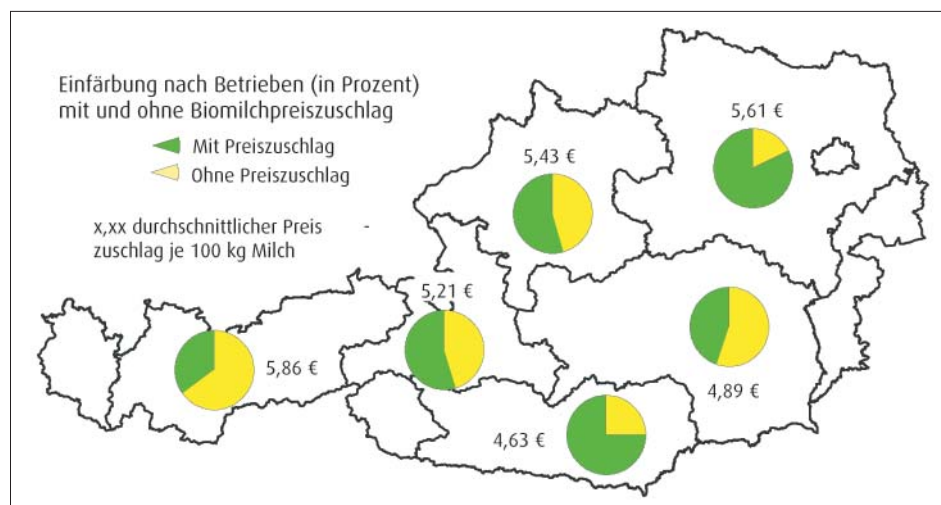 Einfärbung nach Betrieben (in Prozent)
mit und ohne Biomilchpreiszuschlag
Mit Preiszuschlag
Ohne Preiszuschlag
x,xx durchschnittlicher Preis -
zuschlag je 100 kg Milch
5,61 €
5,43 €
5,21 €
5,86 €
4,89 €
4,63 €